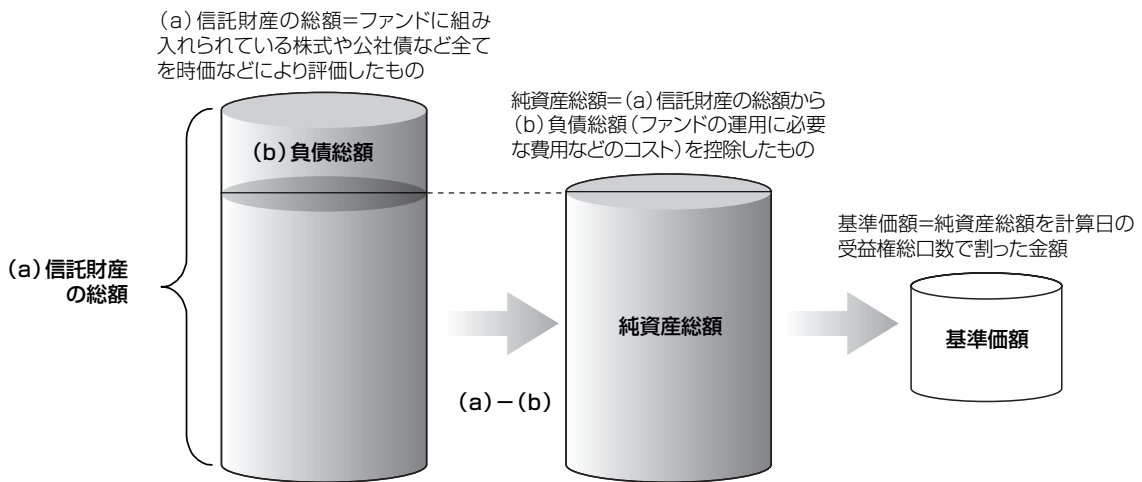 (a)信託財産の総額=ファンドに組み
入れられている株式や公社債など全て
を時価などにより評価したもの
(b)負債総額
(a)信託財産
の総額
純資産総額=(a)信託財産の総額から
(b)負債総額(ファンドの運用に必要
な費用などのコスト)を控除したもの
純資産総額
(a)−(b)
基準価額=純資産総額を計算日の
受益権総口数で割った金額
基準価額